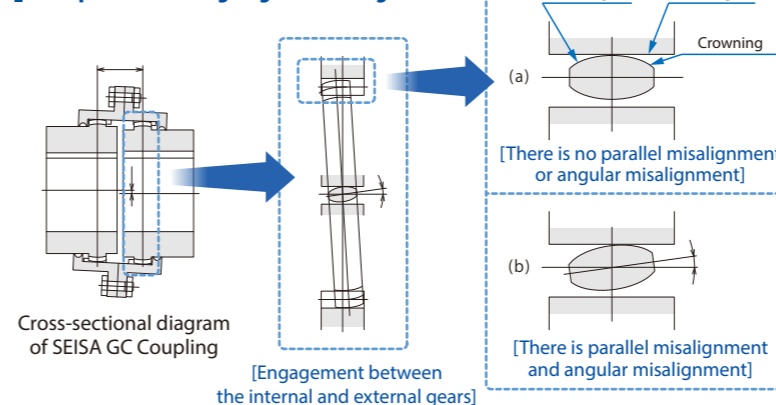 Crowning
(a)
[There is no parallel misalignment
or angular misalignment]
(b)
[There is parallel misalignment
and angular misalignment]
Cross-sectional diagram
of SEISA GC Coupling
[Engagement between
the internal and external gears]